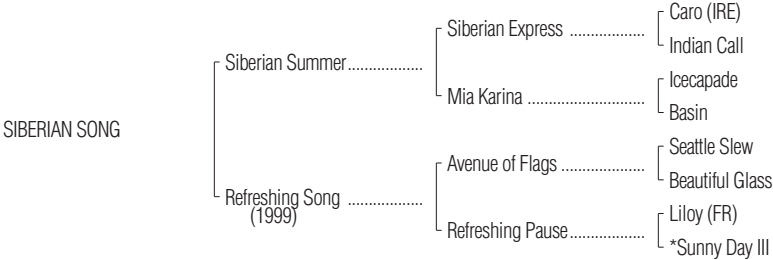 Caro (IRE)
Siberian Express ..................
Indian Call
Siberian Summer..................
Icecapade
Mia Karina ............................
Basin
SIBERIAN SONG
Seattle Slew
Avenue of Flags ....................
Beautiful Glass
Refreshing Song ..................
(1999)
Liloy (FR)
Refreshing Pause..................
*Sunny Day III